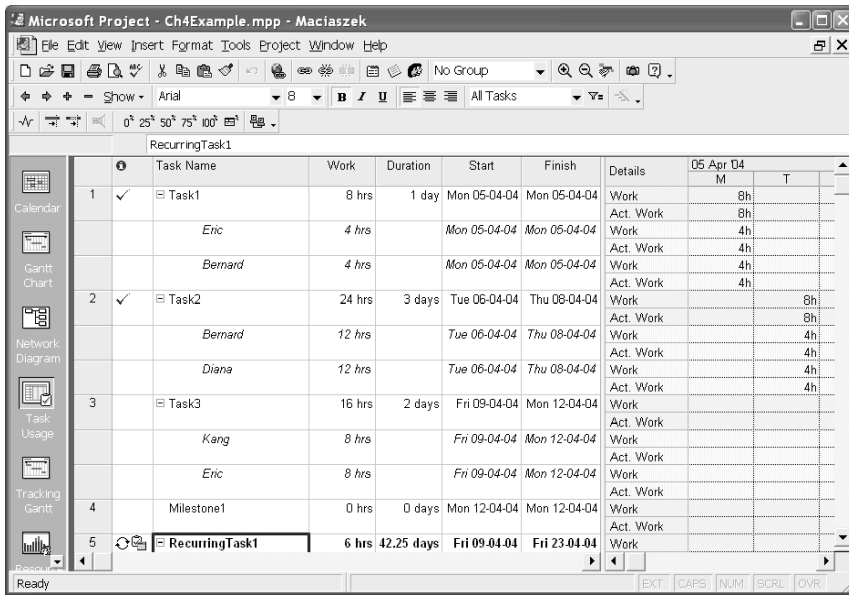 Microsoft Project - Ch4Example.mpp - Maciaszek
File Edit View Insert Format Tools Project Window Help
No Group
Show Arial 8 B I U All Tasks
0% 25% 50% 75% 100%
RecurringTask1
Task Name Work Duration Start Finish Details 05 Apr '04
M T
1 Task1 8 hrs 1 day Mon 05-04-04 Mon 05-04-04 Work 8h
Act. Work 8h
Eric 4 hrs Mon 05-04-04 Mon 05-04-04 Work 4h
Act. Work 4h
Bernard 4 hrs Mon 05-04-04 Mon 05-04-04 Work 4h
Act. Work 4h
2 Task2 24 hrs 3 days Tue 06-04-04 Thu 08-04-04 Work 8h
Act. Work 8h
Bernard 12 hrs Tue 06-04-04 Thu 08-04-04 Work 4h
Act. Work 4h
Diana 12 hrs Tue 06-04-04 Thu 08-04-04 Work 4h
Act. Work 4h
3 Task3 16 hrs 2 days Fri 09-04-04 Mon 12-04-04 Work
Act. Work
Kang 8 hrs Fri 09-04-04 Mon 12-04-04 Work
Act. Work
Eric 8 hrs Fri 09-04-04 Mon 12-04-04 Work
Act. Work
4 Milestone1 0 hrs 0 days Mon 12-04-04 Mon 12-04-04 Work
Act. Work
5 RecurringTask1 6 hrs 42.25 days Fri 09-04-04 Fri 23-04-04 Work
Calendar
Gantt
Chart
Network
Diagram
Task
Usage
Tracking
Gantt
Ready EXT CAPS NUM SCRL OVR